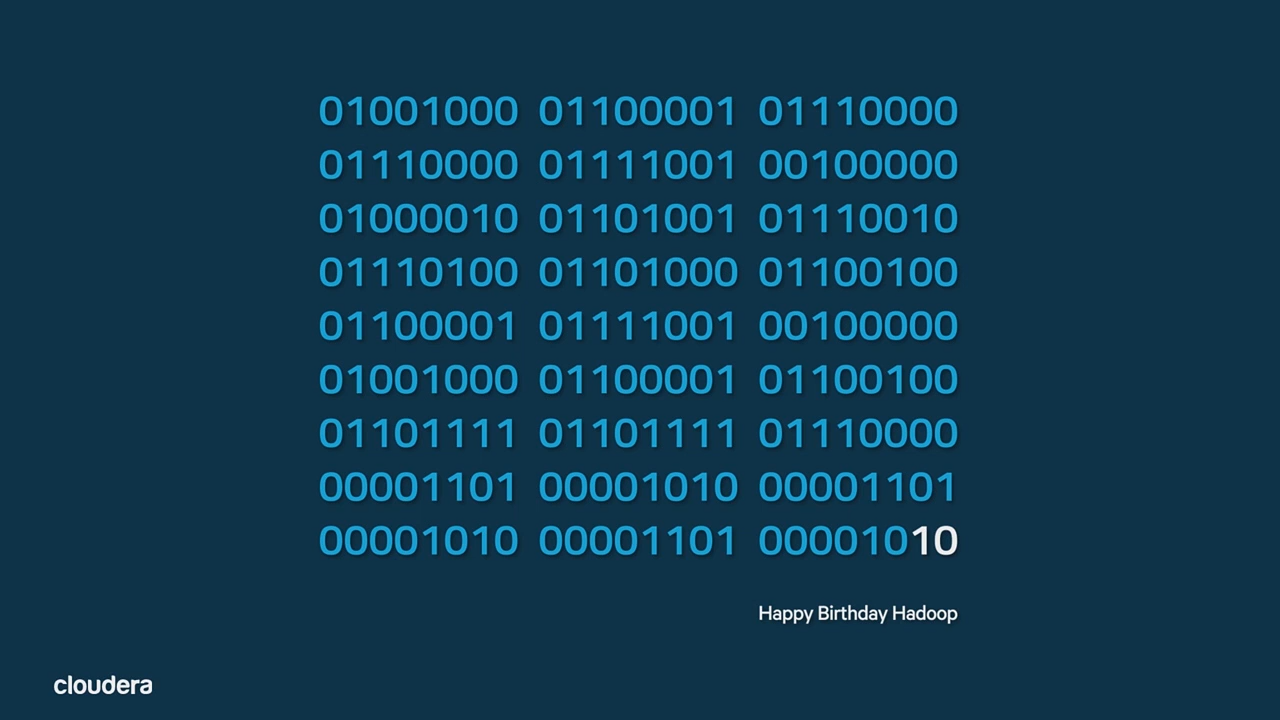 01001000 01100001 01110000
01110000 01111001 00100000
01000010 01101001 01110010
01110100 01101000 01100100
01100001 01111001 00100000
01001000 01100001 01100100
01101111 01101111 01110000
00001101 00001010 00001101
00001010 00001101 00001010
Happy Birthday Hadoop
cloudera